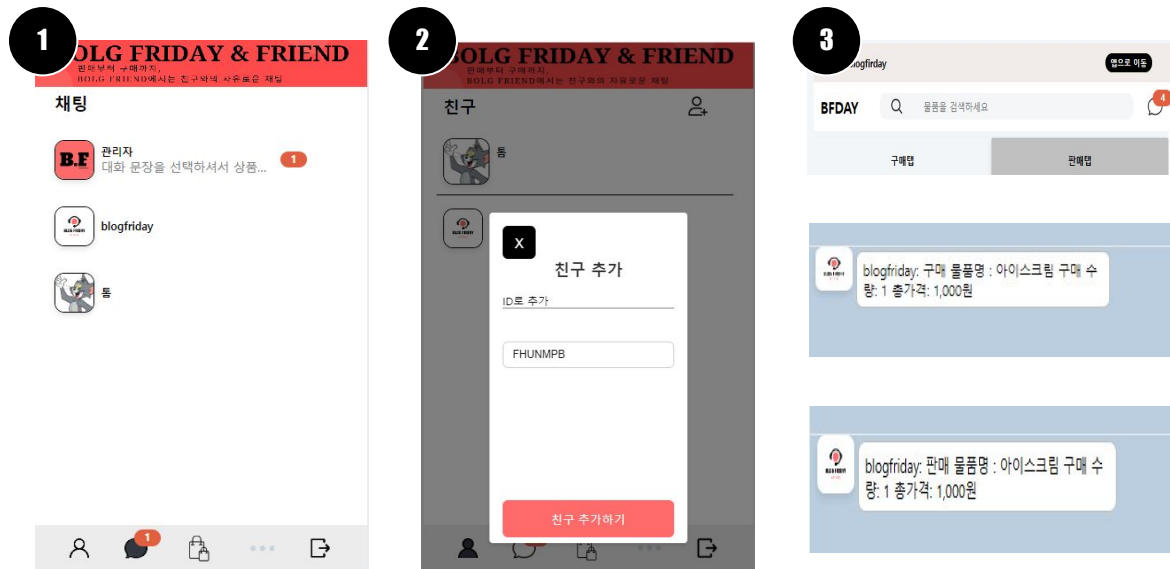 1
BOLG FRIDAY & FRIEND
판매부터 구매까지,
BOLG FRIEND에서는 친구와의 자유로운 채팅
채팅
B.F
관리자
대화 문장을 선택하셔서 상품...
1
blogfriday
톰
1
2
BOLG FRIDAY & FRIEND
판매부터 구매까지,
BOLG FRIEND에서는 친구와의 자유로운 채팅
친구
톰
X
친구 추가
ID로 추가
FHUNMPB
친구 추가하기
3
blogfirday
앱으로 이동
BFDAY
물품을 검색하세요
4
구매탭
판매탭
blogfriday: 구매 물품명 : 아이스크림 구매 수
량: 1 총가격: 1,000원
blogfriday: 판매 물품명 : 아이스크림 구매 수
량: 1 총가격: 1,000원